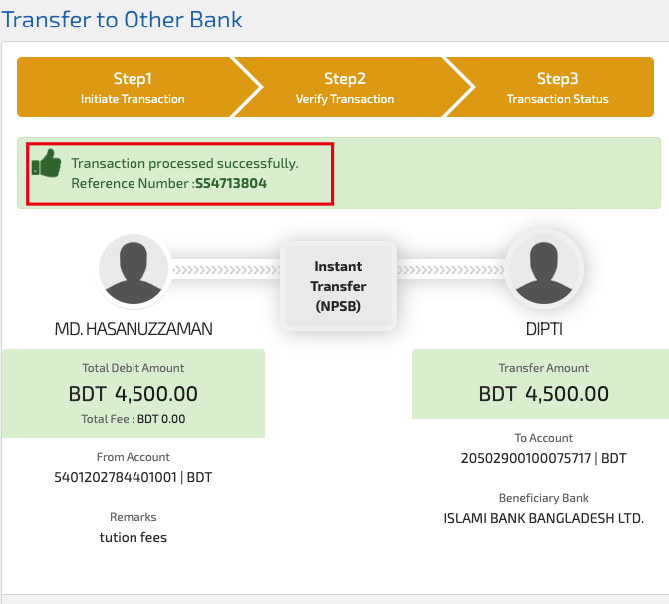 Transfer to Other Bank
Step1
Initiate Transaction
Step2
Verify Transaction
Step3
Transaction Status
Transaction processed successfully.
Reference Number :S54713804
Instant
Transfer
(NPSB)
MD. HASANUZZAMAN
DIPTI
Total Debit Amount
BDT 4,500.00
Total Fee : BDT 0.00
From Account
5401202784401001 | BDT
Remarks
tution fees
Transfer Amount
BDT 4,500.00
To Account
20502900100075717 | BDT
Beneficiary Bank
ISLAMI BANK BANGLADESH LTD.